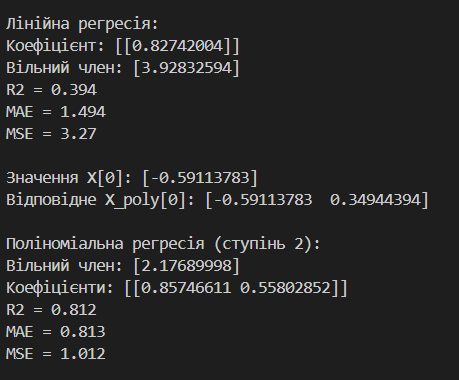 Лінійна регресія:
Коефіцієнт: [[0.82742004]]
Вільний член: [3.92832594]
R2 = 0.394
MAE = 1.494
MSE = 3.27
Значення X[0]: [-0.59113783]
Відповідне X_poly[0]: [-0.59113783  0.34944394]
Поліноміальна регресія (ступінь 2):
Вільний член: [2.17689998]
Коефіцієнти: [[0.85746611 0.55802852]]
R2 = 0.812
MAE = 0.813
MSE = 1.012